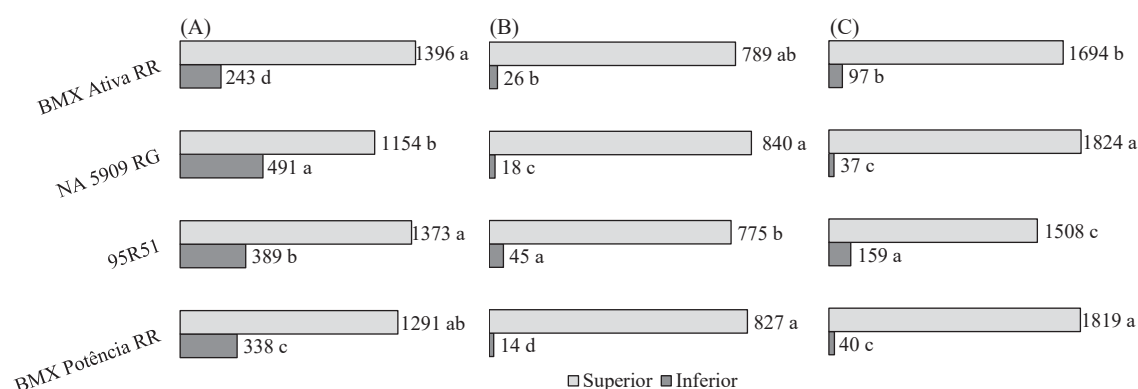 (A) (B) (C)
BMX Ativa RR 1396 a 789 ab 1694 b
243 d 26 b 97 b
NA 5909 RG 1154 b 840 a 1824 a
491 a 18 c 37 c
95R51 1373 a 775 b 1508 c
389 b 45 a 159 a
BMX Potência RR 1291 ab 827 a 1819 a
338 c 14 d 40 c
Superior Inferior